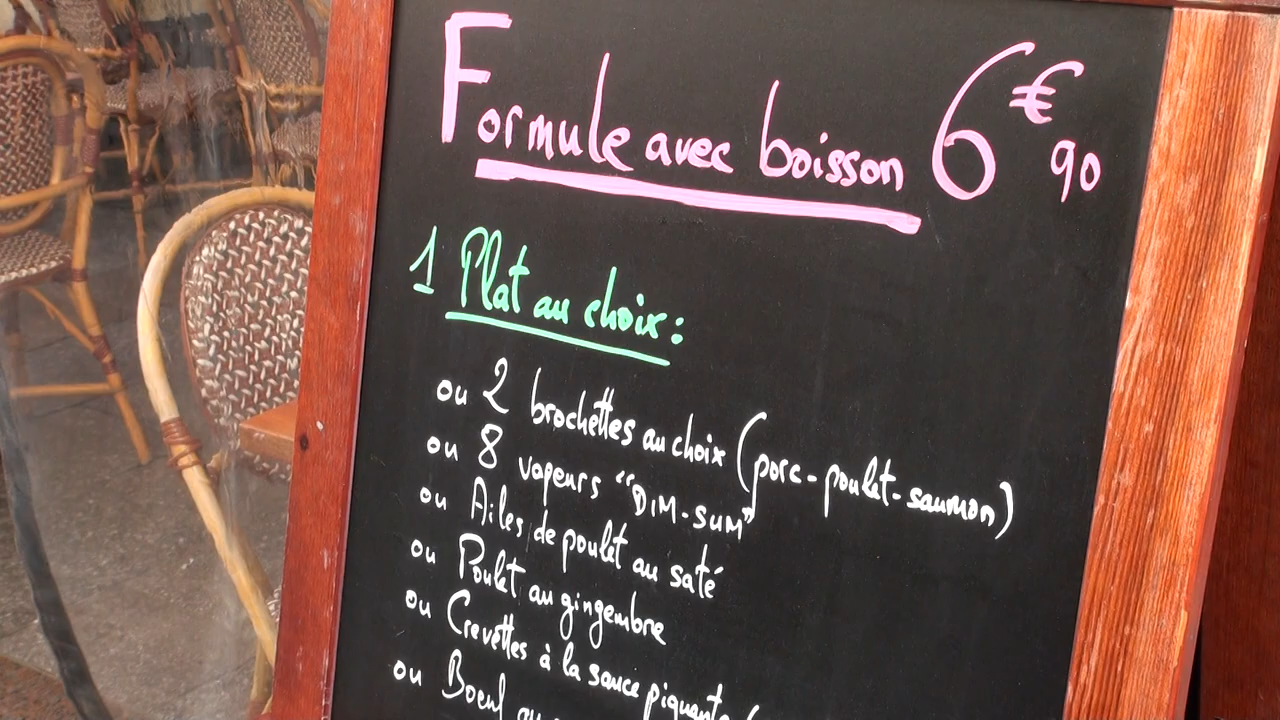 Formule avec boisson 6€90
1 Plat au choix:
ou 2 brochettes au choix (porc-poulet-saumon)
ou 8 vapeurs "DiM-SUM"
ou Ailes de poulet au saté
ou Poulet au gingembre
ou Crevettes à la sauce piquante (
ou Boeuf